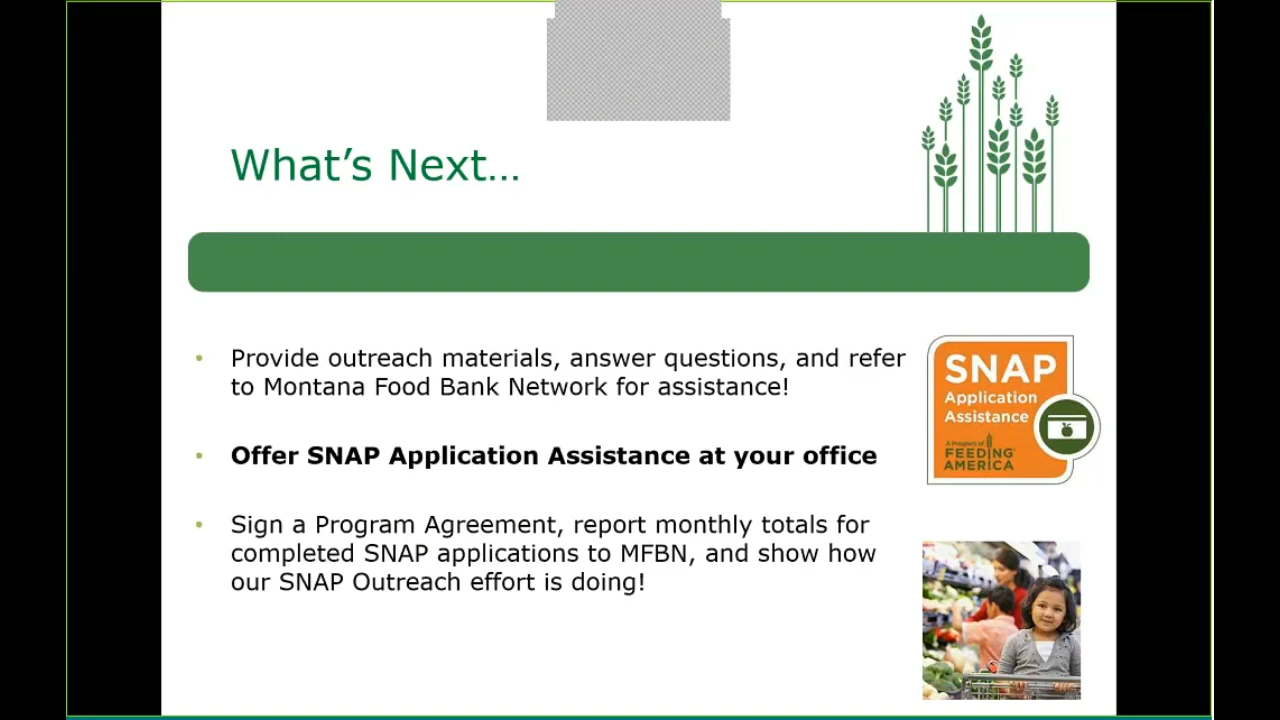 What's Next...
Provide outreach materials, answer questions, and refer
to Montana Food Bank Network for assistance!
Offer SNAP Application Assistance at your office
Sign a Program Agreement, report monthly totals for
completed SNAP applications to MFBN, and show how
our SNAP Outreach effort is doing!
SNAP
Application
Assistance
A Program of
FEEDING
AMERICA